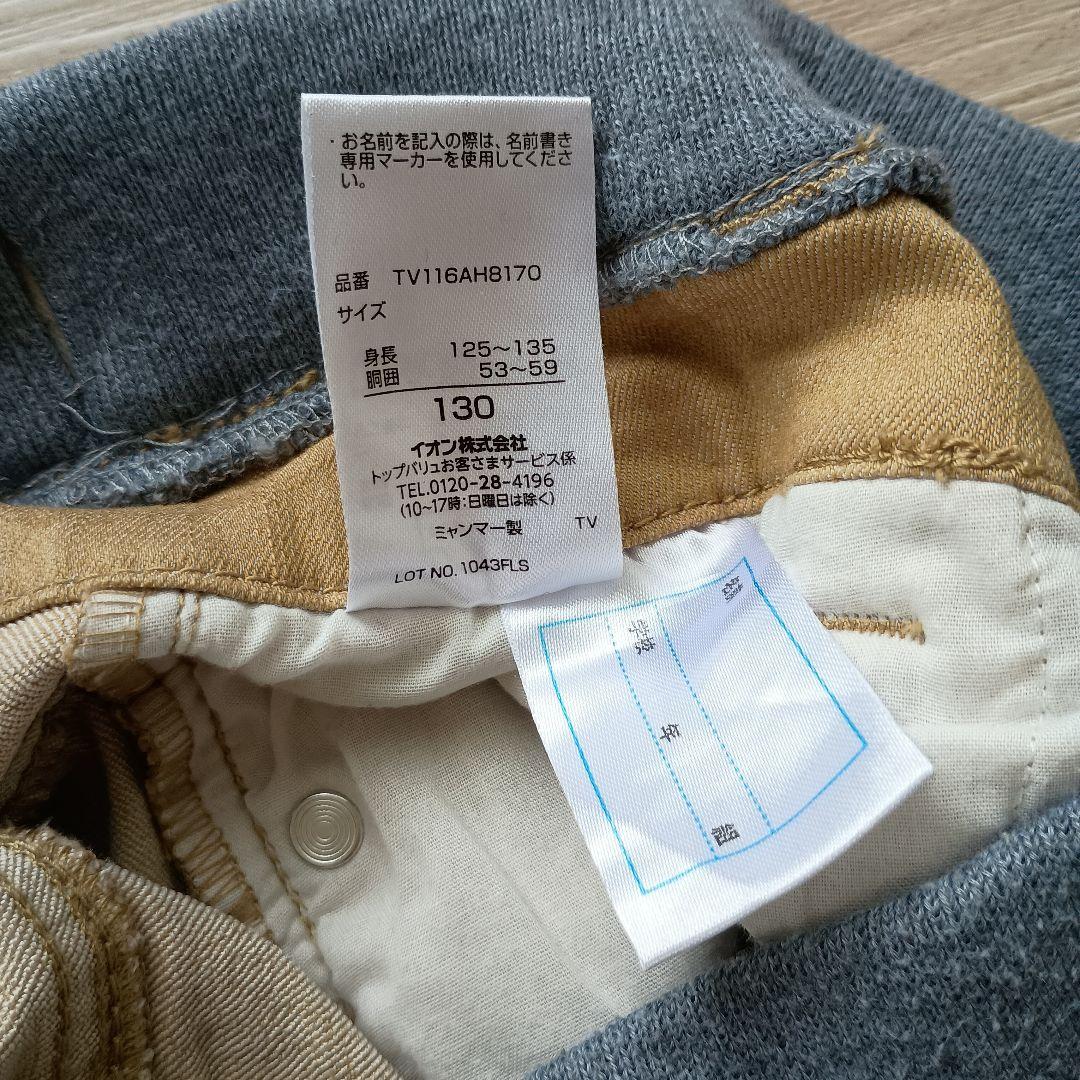 ・お名前を記入の際は、名前書き
専用マーカーを使用してくださ
い。
品番 TV116AH8170
サイズ
身長 125～135
胴囲 53～59
130
イオン株式会社
トップバリュお客さまサービス係
TEL.0120-28-4196
(10～17時:日曜日は除く)
ミャンマー製 TV
LOT NO. 1043FLS
学校
年
組